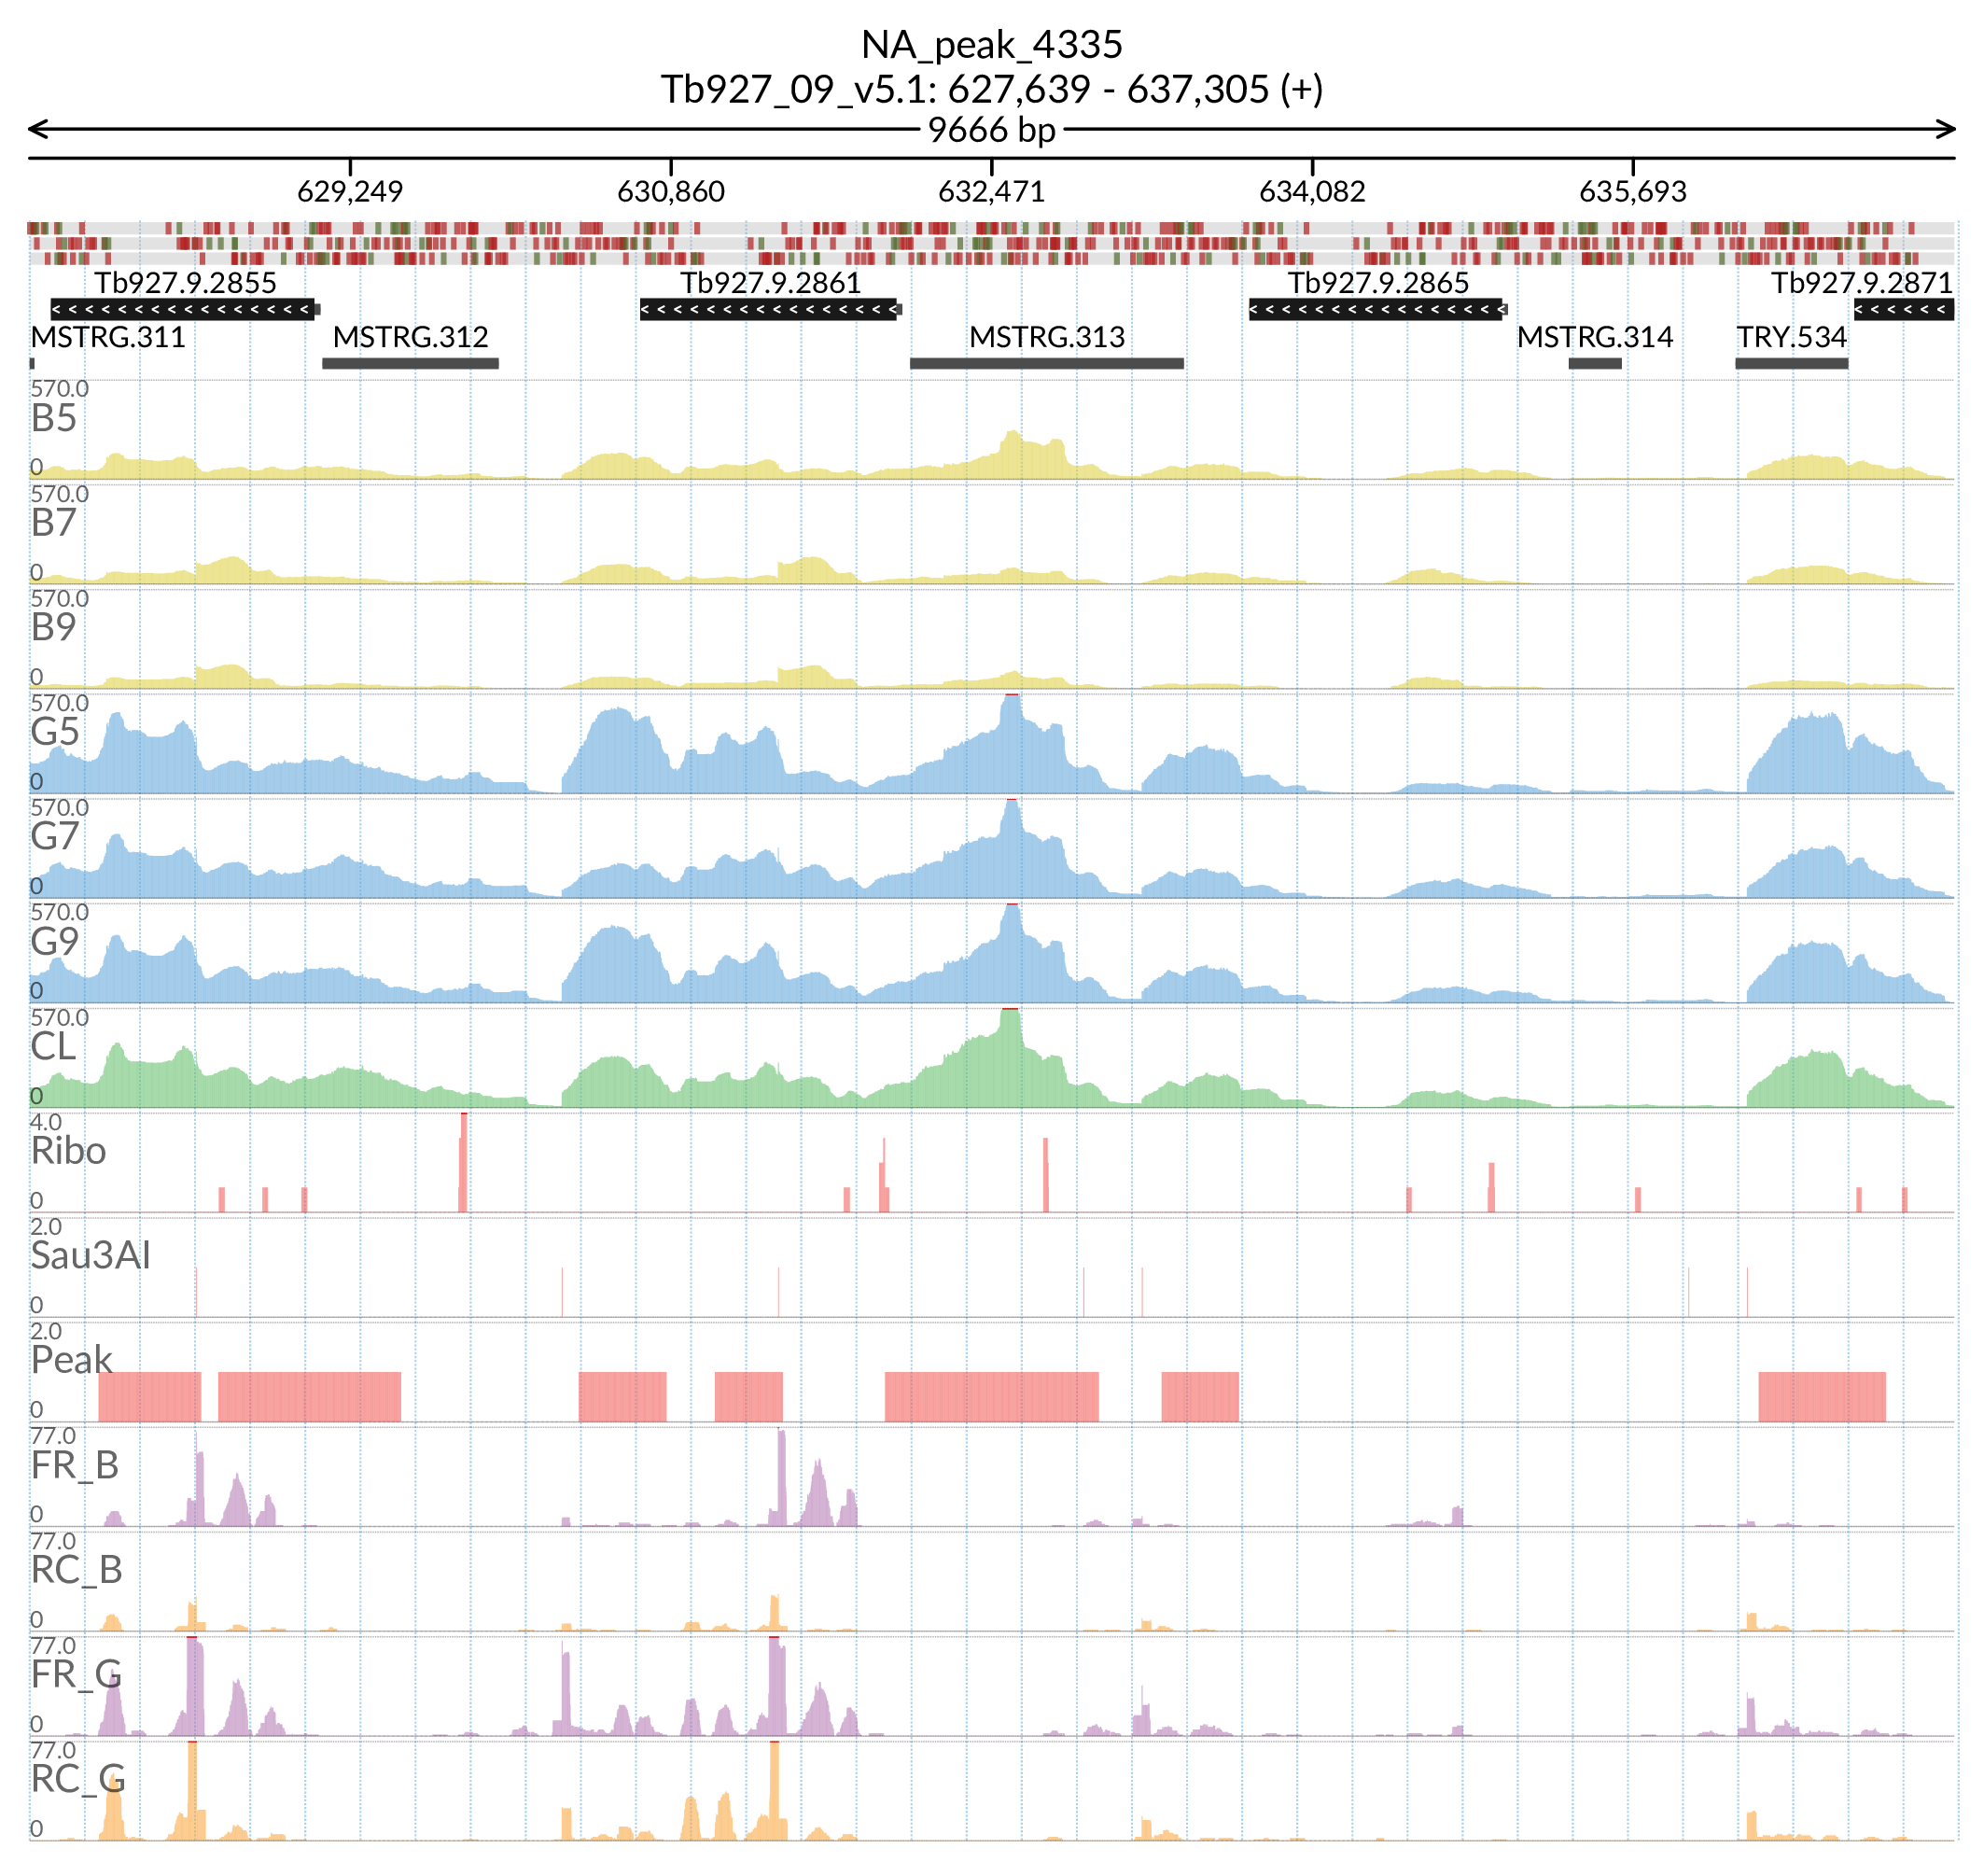 NA_peak_4335
Tb927_09_v5.1: 627,639 - 637,305 (+)
9666 bp
629,249 630,860 632,471 634,082 635,693
Tb927.9.2855 Tb927.9.2861 Tb927.9.2865 Tb927.9.2871
MSTRG.311 MSTRG.312 MSTRG.313 MSTRG.314 TRY.534
570.0
B5
0
570.0
B7
0
570.0
B9
0
570.0
G5
0
570.0
G7
0
570.0
G9
0
570.0
CL
0
4.0
Ribo
0
2.0
Sau3AI
0
2.0
Peak
0
77.0
FR_B
0
77.0
RC_B
0
77.0
FR_G
0
77.0
RC_G
0